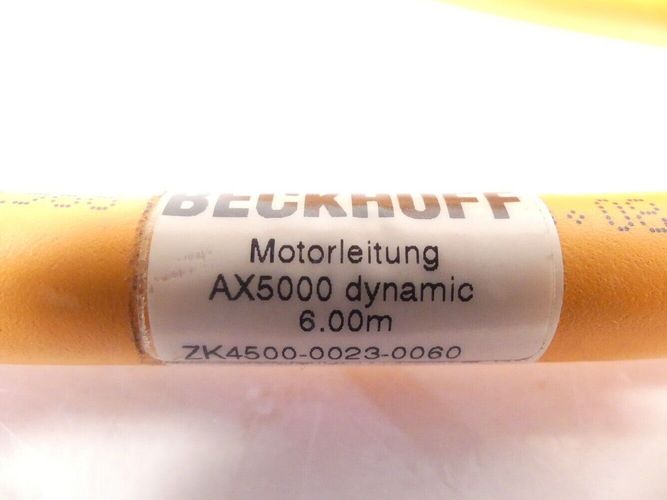 BECKHOFF
Motorleitung
AX5000 dynamic
6.00m
ZK4500-0023-0060